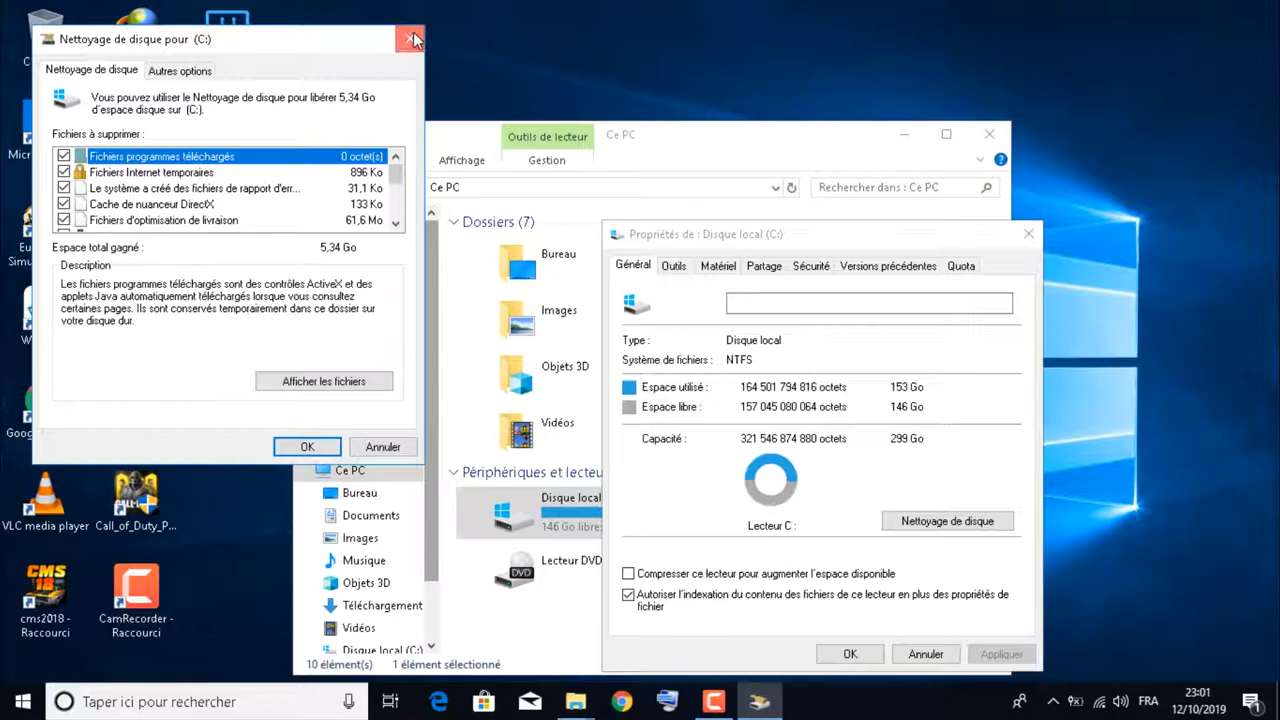 Nettoyage de disque pour (C:)
Nettoyage de disque
Autres options
Vous pouvez utiliser le Nettoyage de disque pour libérer 5,34 Go
d'espace disque sur (C:).
Fichiers à supprimer :
Fichiers programmes téléchargés 0 octet(s)
Fichiers Internet temporaires 896 Ko
Le système a créé des fichiers de rapport d'err... 31,1 Ko
Cache de nuanceur DirectX 133 Ko
Fichiers d'optimisation de livraison 61,6 Mo
Espace total gagné : 5,34 Go
Description
Les fichiers programmes téléchargés sont des contrôles ActiveX et des
applets Java automatiquement téléchargés lorsque vous consultez
certaines pages. Ils sont conservés temporairement dans ce dossier sur
votre disque dur.
Afficher les fichiers
OK
Annuler
Outils de lecteur
Ce PC
Affichage
Gestion
Ce PC
Rechercher dans : Ce PC
Dossiers (7)
Bureau
Images
Objets 3D
Vidéos
Périphériques et lecteu
Disque local
146 Go libre
Lecteur DVD
Ce PC
Bureau
Documents
Images
Musique
Objets 3D
Téléchargement
Vidéos
Disque local (C:)
10 élément(s)
1 élément sélectionné
Propriétés de : Disque local (C:)
Général
Outils
Matériel
Partage
Sécurité
Versions précédentes
Quota
Type : Disque local
Système de fichiers : NTFS
Espace utilisé : 164 501 794 816 octets 153 Go
Espace libre : 157 045 080 064 octets 146 Go
Capacité : 321 546 874 880 octets 299 Go
Lecteur C :
Nettoyage de disque
Compresser ce lecteur pour augmenter l'espace disponible
Autoriser l'indexation du contenu des fichiers de ce lecteur en plus des propriétés de
fichier
OK
Annuler
Appliquer
VLC media player
Call_of_Duty_P...
CMS
18
cms2018 -
Raccourci
CamRecorder -
Raccourci
DVD
Taper ici pour rechercher
FRA
23:01
12/10/2019
1